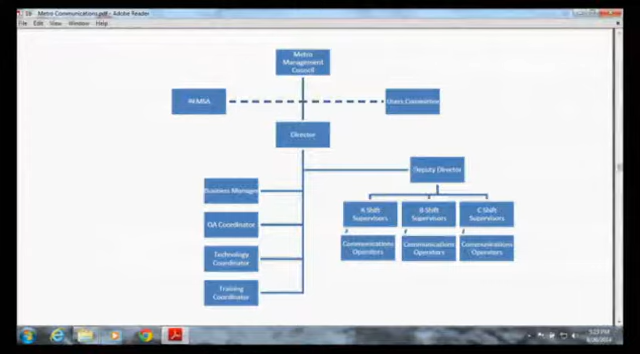 Metro Communications.pdf - Adobe Reader
File Edit View Window Help
Metro
Management
Council
Users Committee
Director
Deputy Director
Business Manager
QA Coordinator
Technology
Coordinator
Training
Coordinator
A Shift
Supervisors
B Shift
Supervisors
C Shift
Supervisors
Communications
Operators
Communications
Operators
Communications
Operators